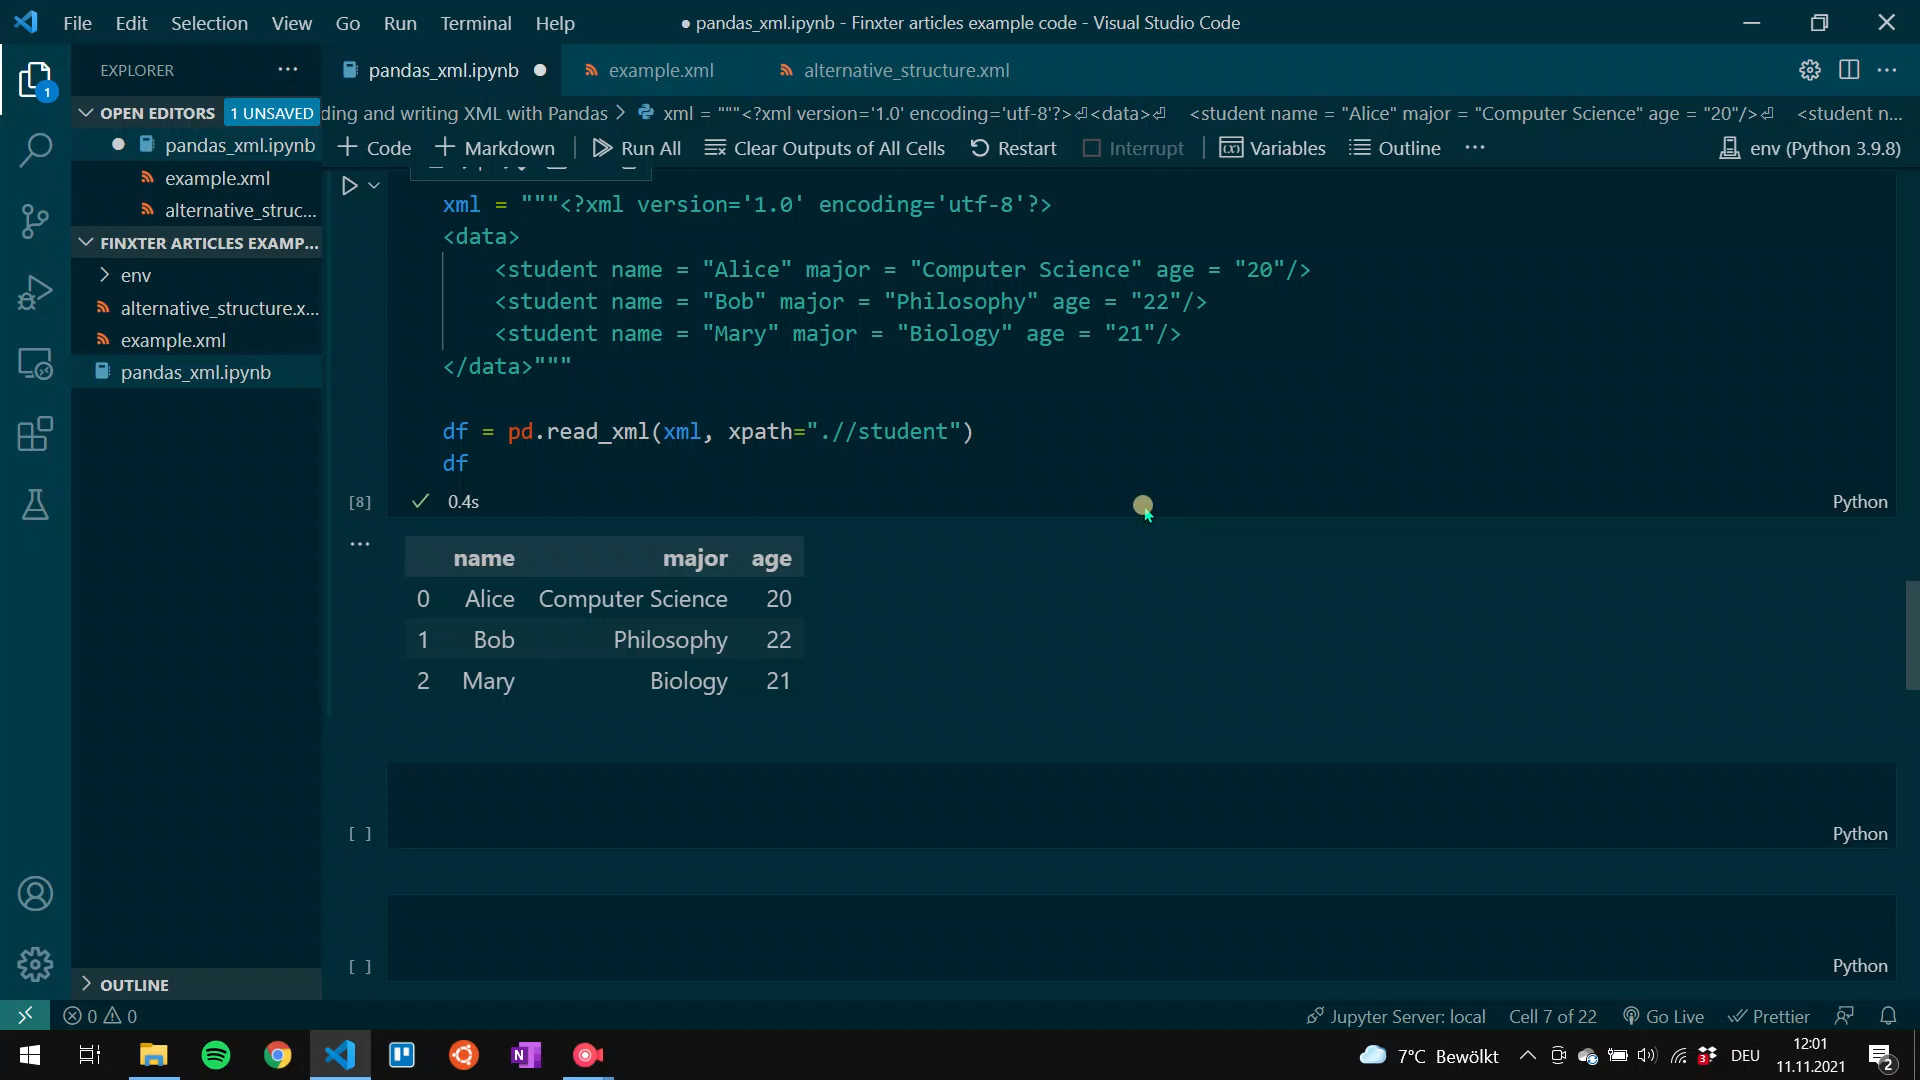 File Edit Selection View Go Run Terminal Help ● pandas_xml.ipynb - Finxter articles example code - Visual Studio Code
EXPLORER ···
pandas_xml.ipynb ● example.xml alternative_structure.xml ···
OPEN EDITORS 1 UNSAVED
ding and writing XML with Pandas > xml = """<?xml version='1.0' encoding='utf-8'?>⏎<data>⏎ <student name = "Alice" major = "Computer Science" age = "20"/>⏎ <student n...
pandas_xml.ipynb
example.xml
alternative_struc...
+ Code + Markdown Run All Clear Outputs of All Cells Restart Interrupt Variables Outline ··· env (Python 3.9.8)
FINXTER ARTICLES EXAMP...
env
alternative_structure.x...
example.xml
pandas_xml.ipynb
xml = """<?xml version='1.0' encoding='utf-8'?>
<data>
<student name = "Alice" major = "Computer Science" age = "20"/>
<student name = "Bob" major = "Philosophy" age = "22"/>
<student name = "Mary" major = "Biology" age = "21"/>
</data>"""
df = pd.read_xml(xml, xpath=".//student")
df
[8] 0.4s Python
··· name major age
0 Alice Computer Science 20
1 Bob Philosophy 22
2 Mary Biology 21
[ ] Python
[ ] Python
OUTLINE
0 0 Jupyter Server: local Cell 7 of 22 Go Live Prettier
7°C Bewölkt DEU 12:01
11.11.2021
1
N
3
2